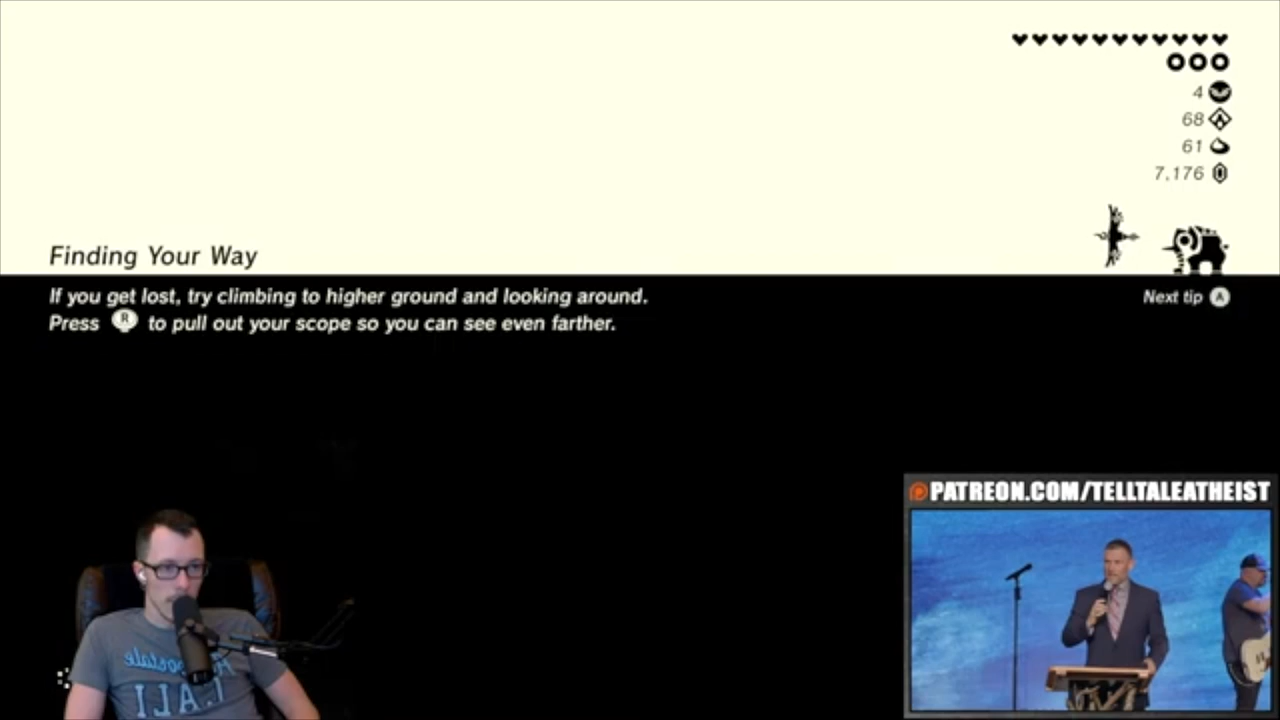 4
68
61
7,176
Finding Your Way
If you get lost, try climbing to higher ground and looking around.
Next tip A
Press R to pull out your scope so you can see even farther.
PATREON.COM/TELLTALEATHEIST
CALI